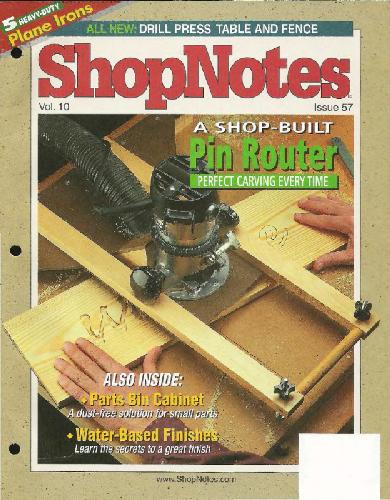 5 HEAVY-DUTY
Plane Irons
ALL NEW: DRILL PRESS TABLE AND FENCE
ShopNotes
Vol. 10
Issue 57
A SHOP-BUILT
Pin Router
PERFECT CARVING EVERY TIME
ALSO INSIDE:
• Parts Bin Cabinet
A dust-free solution for small parts
• Water-Based Finishes
Learn the secrets to a great finish
www.ShopNotes.com